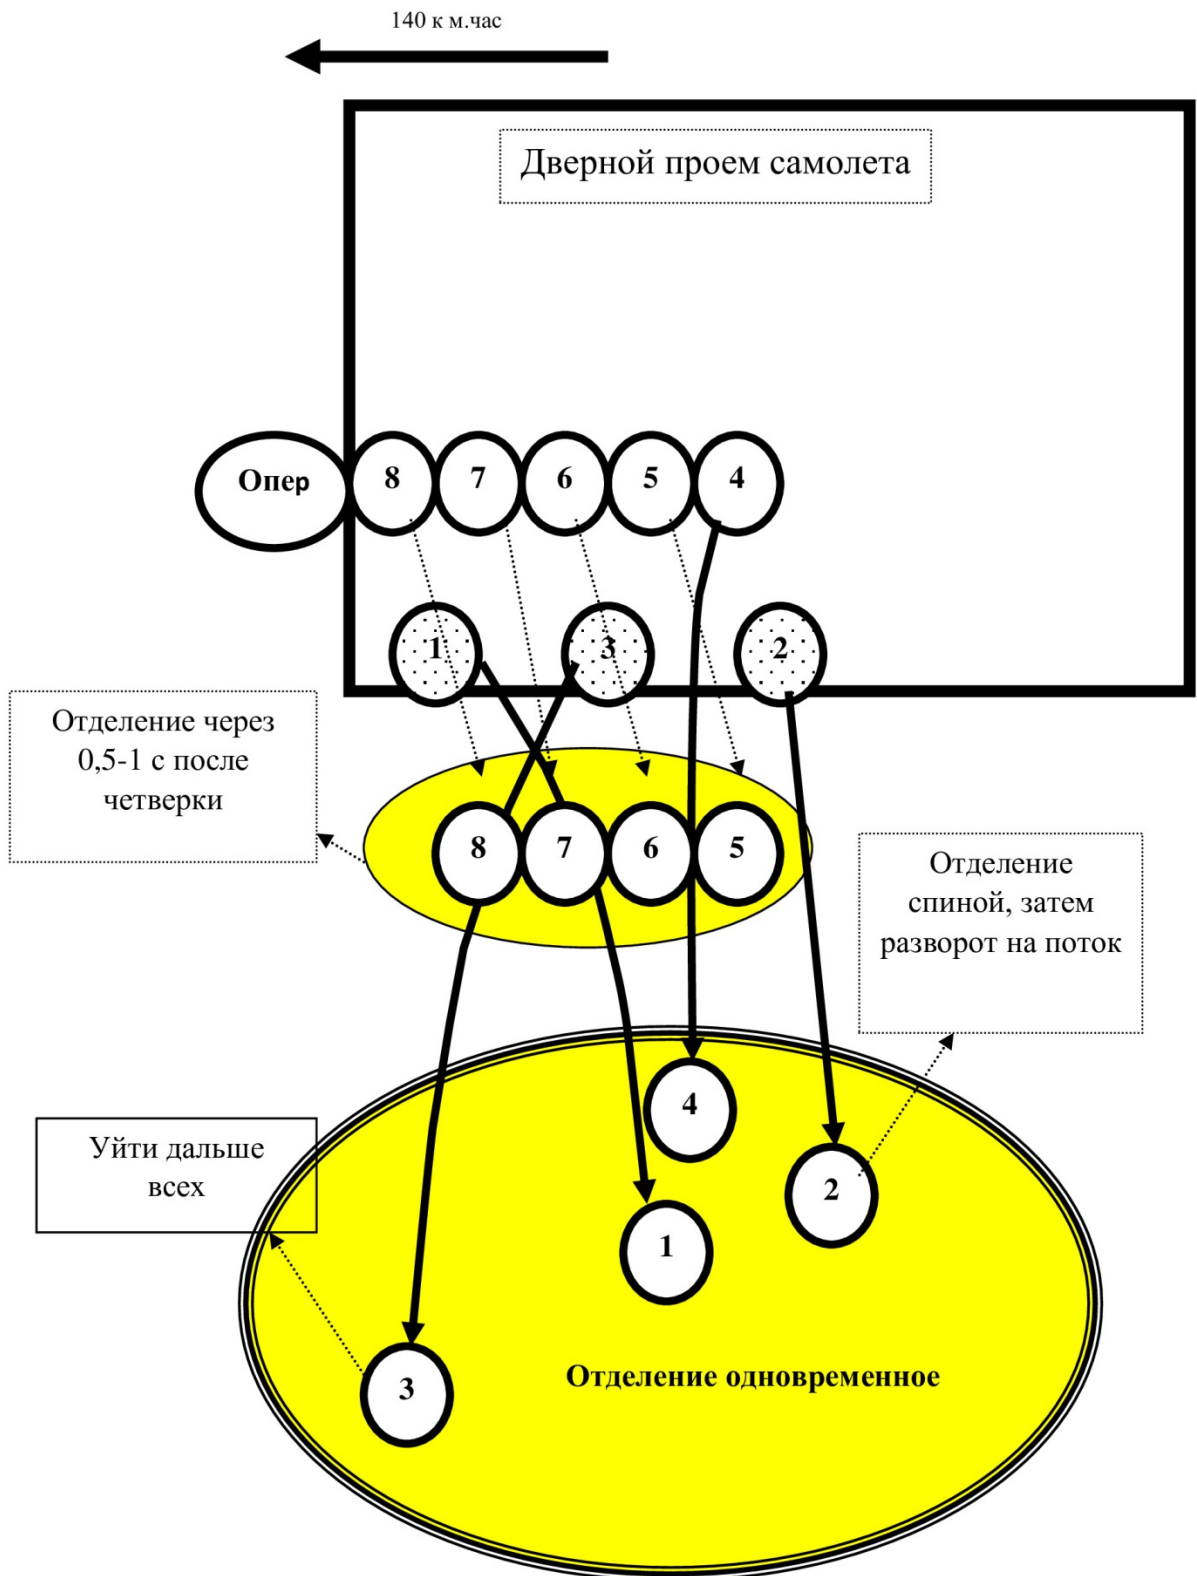 140 к м.час
Дверной проем самолета
Опер
8
7
6
5
4
1
3
2
Отделение через
0,5-1 с после
четверки
8
7
6
5
Отделение
спиной, затем
разворот на поток
4
Уйти дальше
всех
2
1
3
Отделение одновременное